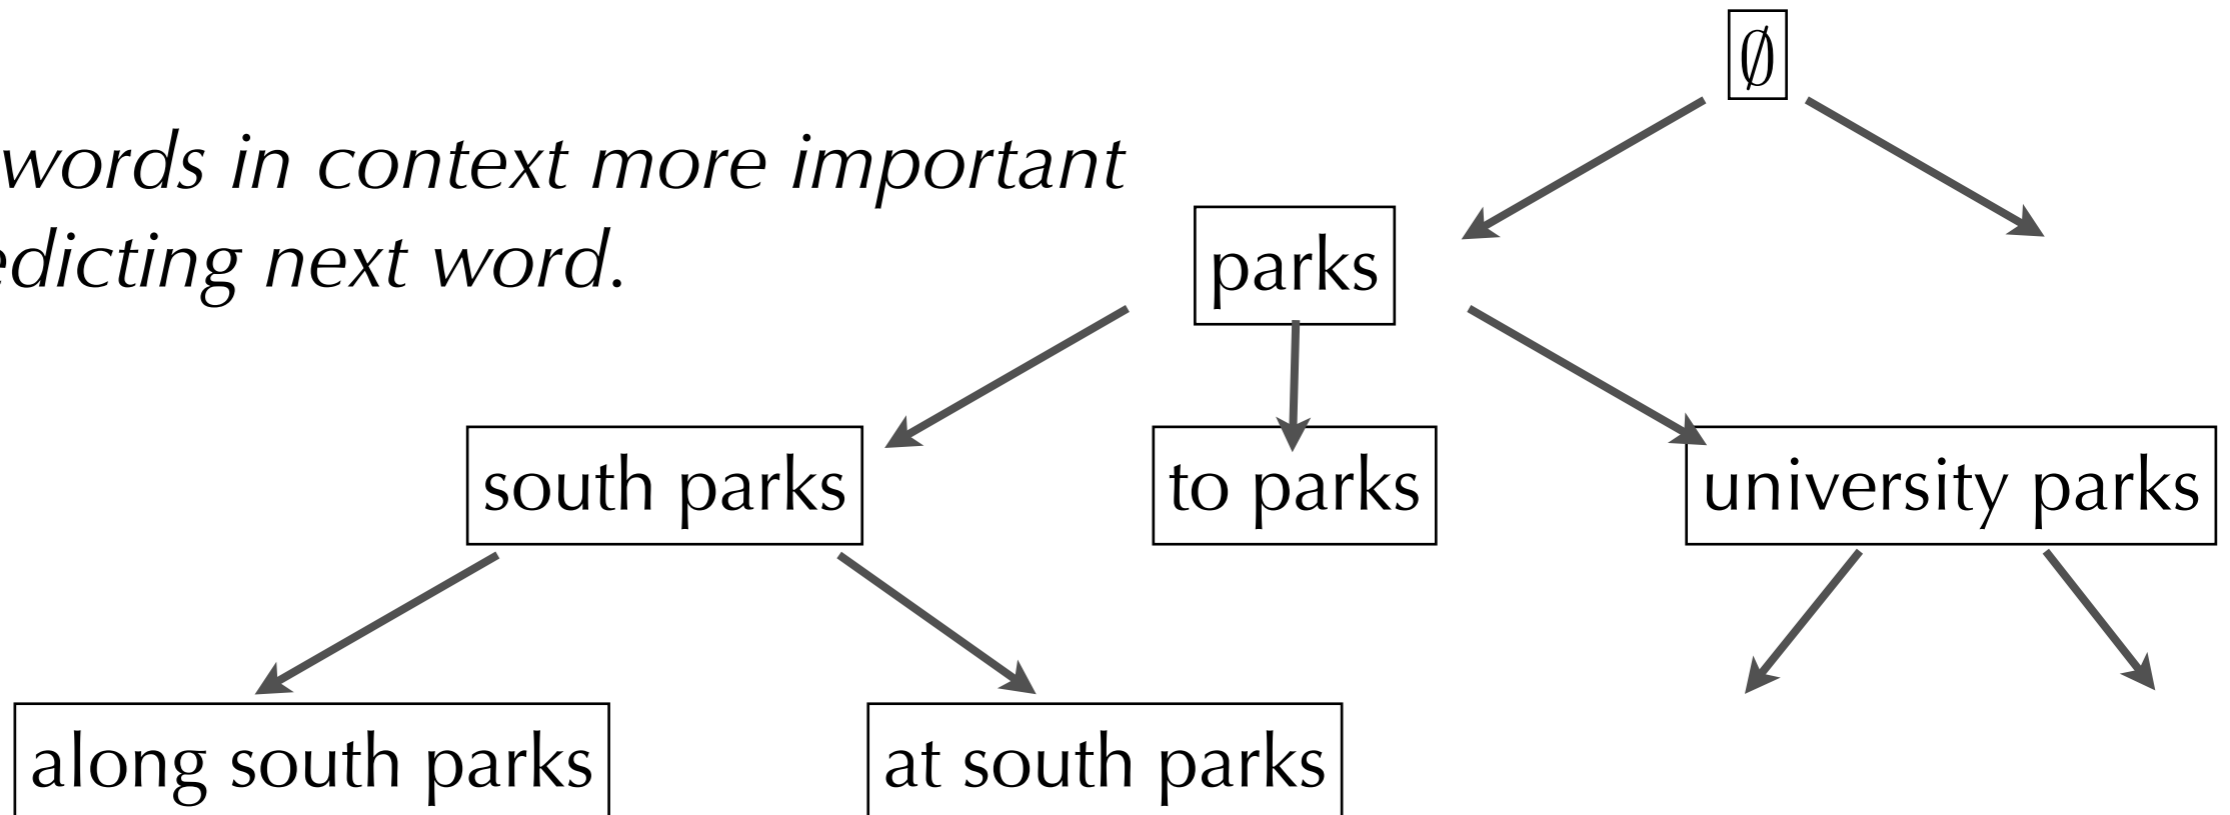 ∅
words in context more important
edicting next word.
parks
south parks
to parks
university parks
along south parks
at south parks